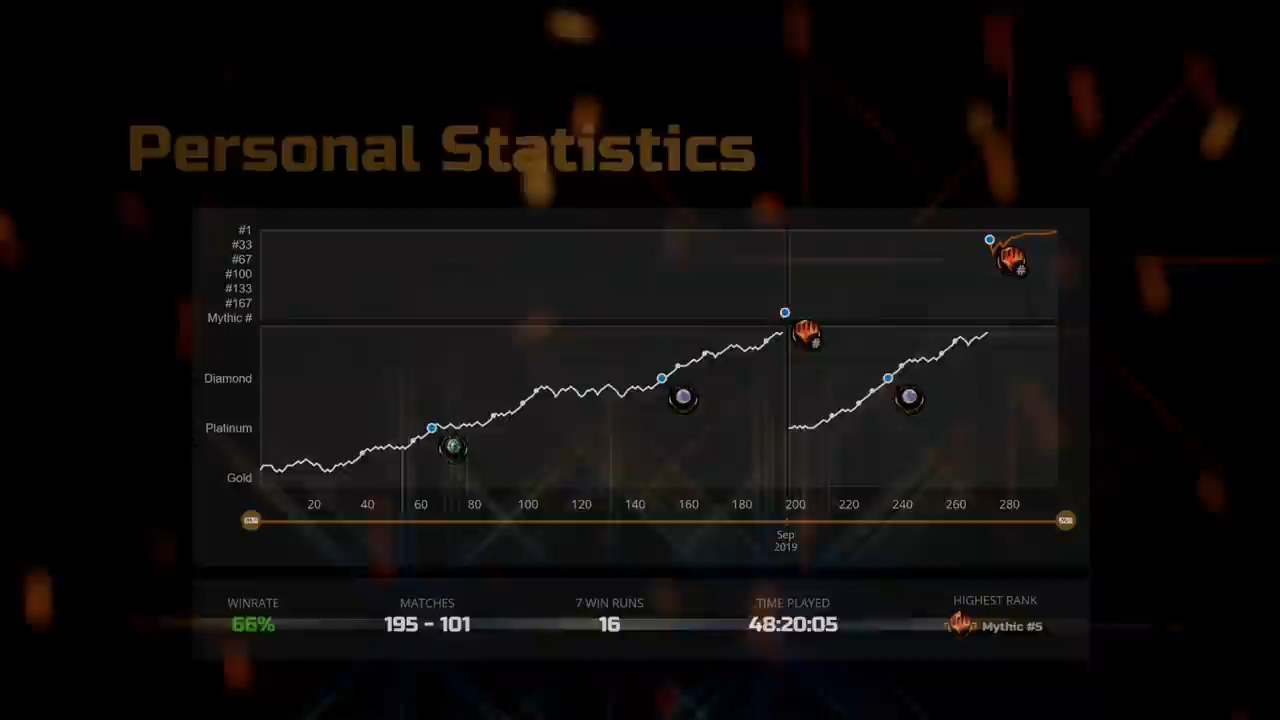 Personal Statistics
#1
#33
#67
#100
#133
#167
Mythic #
#
#
Diamond
Platinum
Gold
20 40 60 80 100 120 140 160 180 200 220 240 260 280
Sep
2019
WINRATE MATCHES 7 WIN RUNS TIME PLAYED HIGHEST RANK
66% 195 - 101 16 48:20:05 Mythic #5